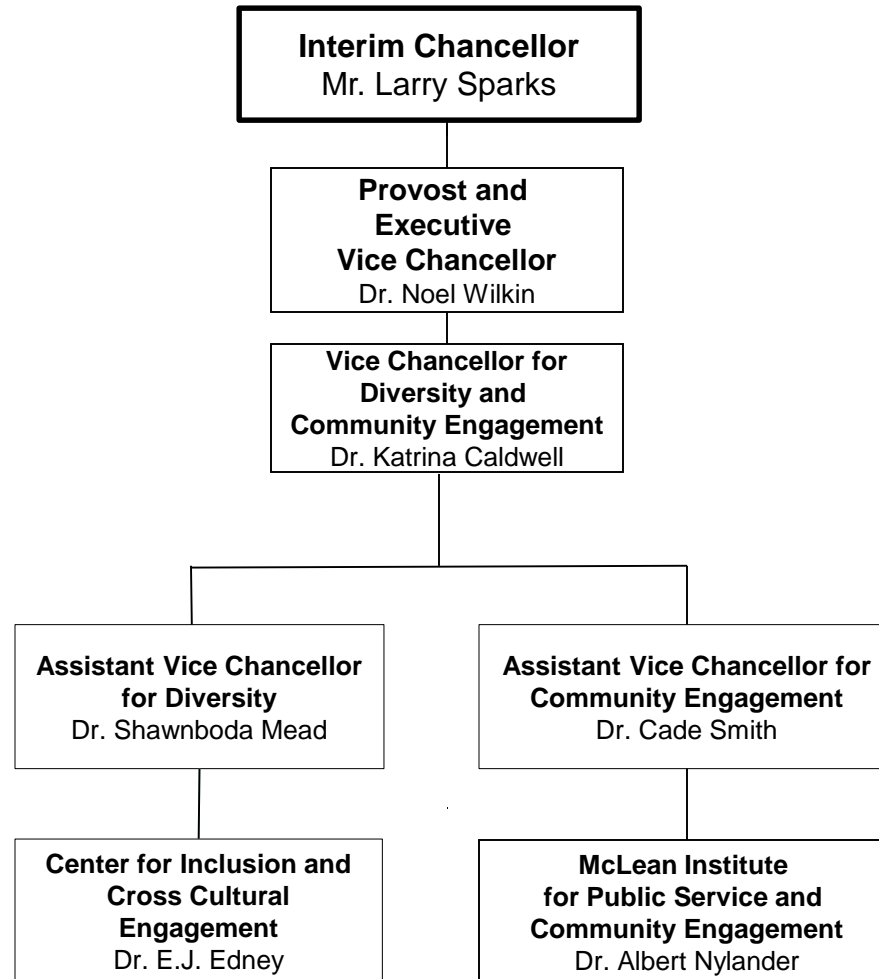 Interim Chancellor
Mr. Larry Sparks
Provost and
Executive
Vice Chancellor
Dr. Noel Wilkin
Vice Chancellor for
Diversity and
Community Engagement
Dr. Katrina Caldwell
Assistant Vice Chancellor
for Diversity
Dr. Shawnboda Mead
Assistant Vice Chancellor for
Community Engagement
Dr. Cade Smith
Center for Inclusion and
Cross Cultural
Engagement
Dr. E.J. Edney
McLean Institute
for Public Service and
Community Engagement
Dr. Albert Nylander